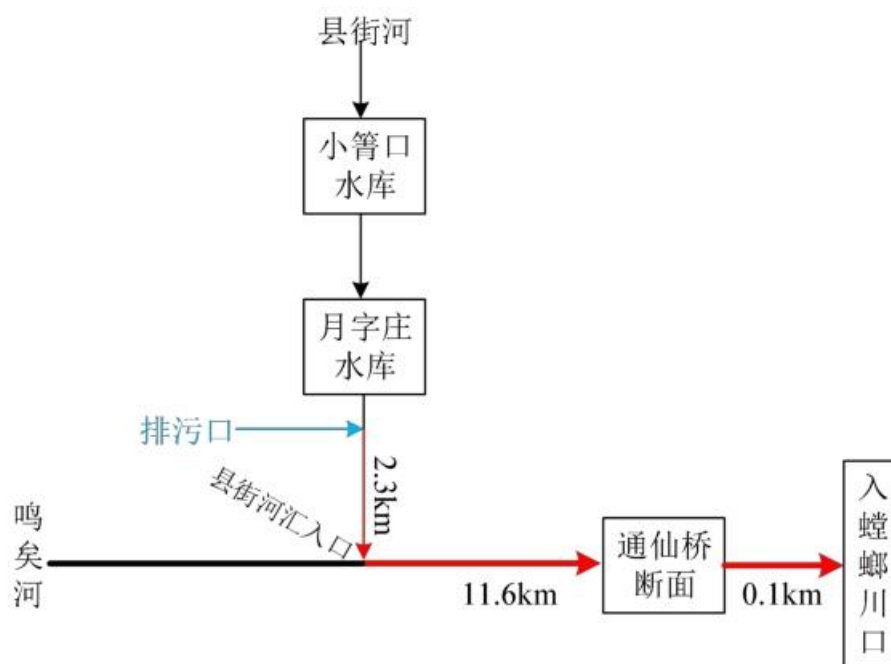 县街河
小箐口
水库
月字庄
水库
排污口
2.3km
县街河汇入口
鸣矣河
11.6km
通仙桥
断面
0.1km
入螳螂川口